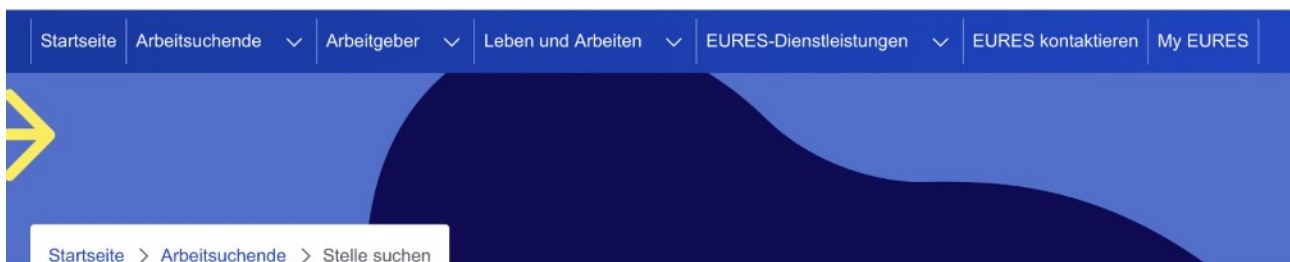 Startseite Arbeitsuchende Arbeitgeber Leben und Arbeiten EURES-Dienstleistungen EURES kontaktieren My EURES
Startseite > Arbeitsuchende > Stelle suchen